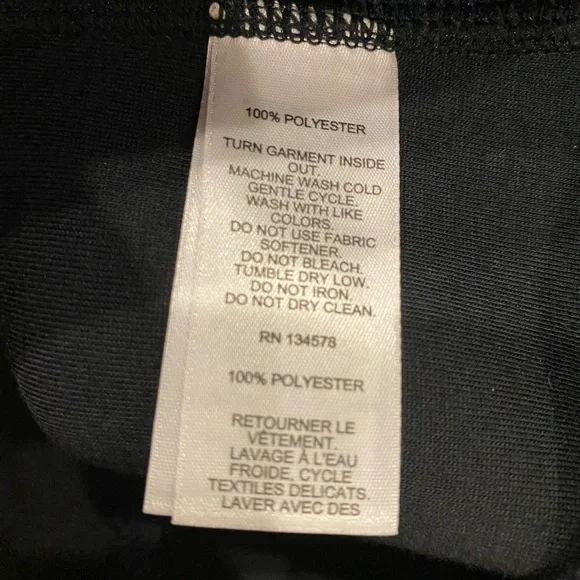 100% POLYESTER
TURN GARMENT INSIDE
OUT.
MACHINE WASH COLD
GENTLE CYCLE.
WASH WITH LIKE
COLORS.
DO NOT USE FABRIC
SOFTENER.
DO NOT BLEACH.
TUMBLE DRY LOW.
DO NOT IRON.
DO NOT DRY CLEAN.
RN 134578
100% POLYESTER
RETOURNER LE
VÊTEMENT.
LAVAGE À L'EAU
FROIDE, CYCLE
TEXTILES DELICATS.
LAVER AVEC DES